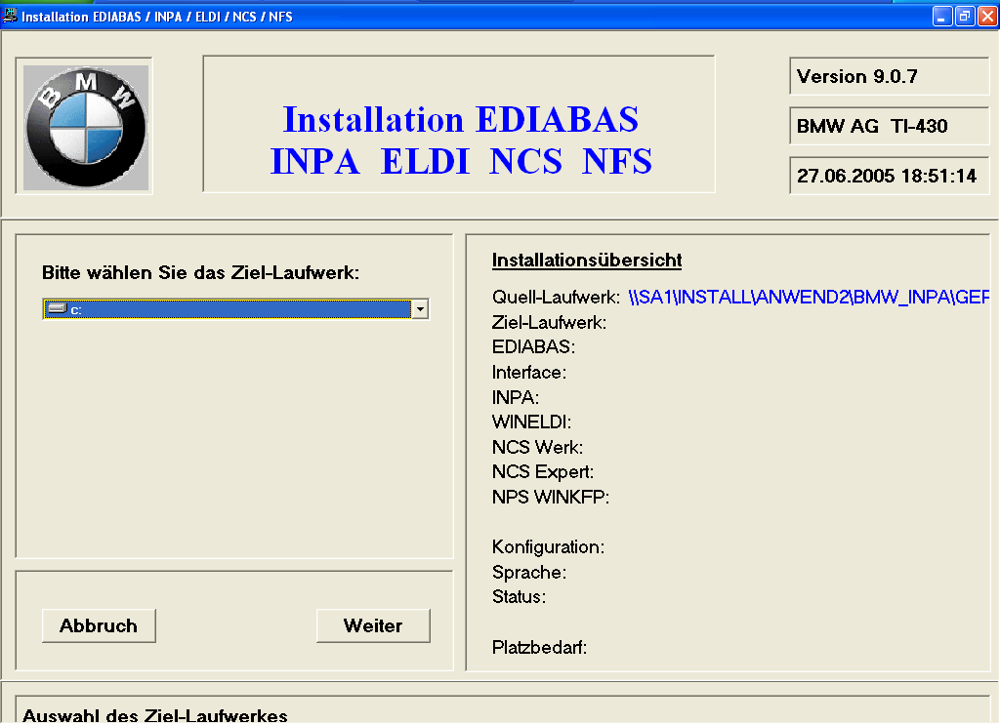 Installation EDIABAS / INPA / ELDI / NCS / NFS
BMW
Installation EDIABAS
INPA ELDI NCS NFS
Version 9.0.7
BMW AG TI-430
27.06.2005 18:51:14
Bitte wählen Sie das Ziel-Laufwerk:
c:
Abbruch
Weiter
Installationsübersicht
Quell-Laufwerk: \\SA1\INSTALL\ANWEND2\BMW_INPA\GEF
Ziel-Laufwerk:
EDIABAS:
Interface:
INPA:
WINELDI:
NCS Werk:
NCS Expert:
NPS WINKFP:
Konfiguration:
Sprache:
Status:
Platzbedarf:
Auswahl des Ziel-Laufwerkes